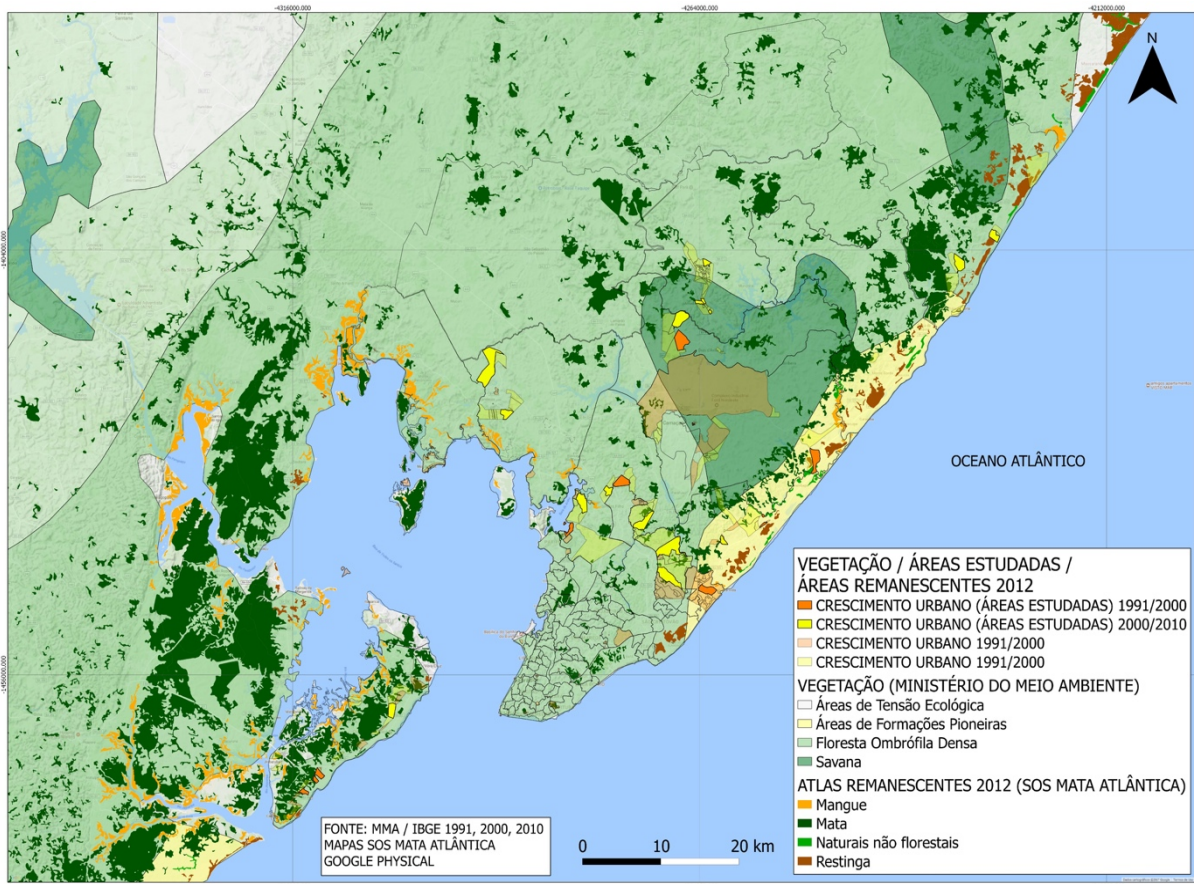 -4316000,000
-4264000,000
-4212000,000
N
-1404000,000
OCEANO ATLÂNTICO
-1456000,000
VEGETAÇÃO / ÁREAS ESTUDADAS /
ÁREAS REMANESCENTES 2012
CRESCIMENTO URBANO (ÁREAS ESTUDADAS) 1991/2000
CRESCIMENTO URBANO (ÁREAS ESTUDADAS) 2000/2010
CRESCIMENTO URBANO 1991/2000
CRESCIMENTO URBANO 1991/2000
VEGETAÇÃO (MINISTÉRIO DO MEIO AMBIENTE)
Áreas de Tensão Ecológica
Áreas de Formações Pioneiras
Floresta Ombrófila Densa
Savana
ATLAS REMANESCENTES 2012 (SOS MATA ATLÂNTICA)
Mangue
Mata
Naturais não florestais
Restinga
FONTE: MMA / IBGE 1991, 2000, 2010
MAPAS SOS MATA ATLÂNTICA
GOOGLE PHYSICAL
0 10 20 km